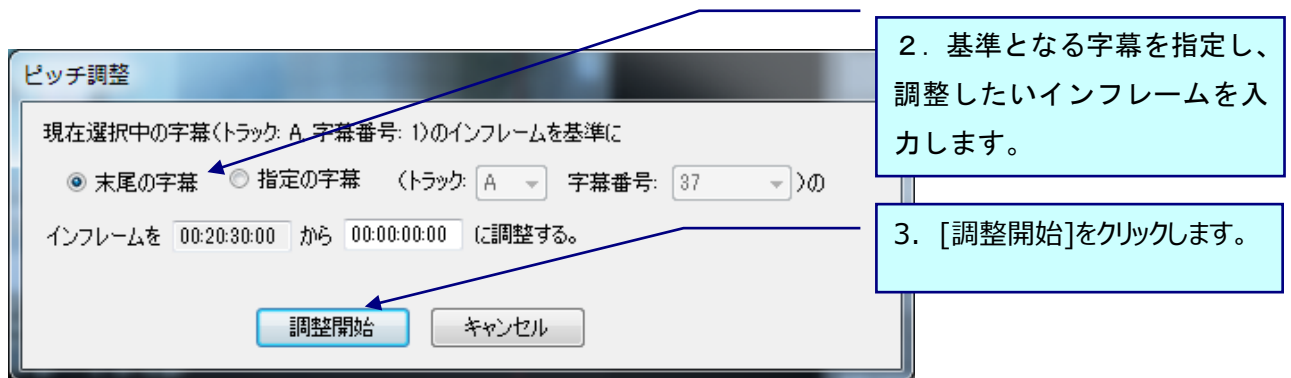 ピッチ調整
現在選択中の字幕(トラック: A 字幕番号: 1)のインフレームを基準に
末尾の字幕 指定の字幕 (トラック: A 字幕番号: 37 )の
インフレームを 00:20:30:00 から 00:00:00:00 に調整する。
調整開始 キャンセル
２．基準となる字幕を指定し、
調整したいインフレームを入
力します。
3. [調整開始]をクリックします。